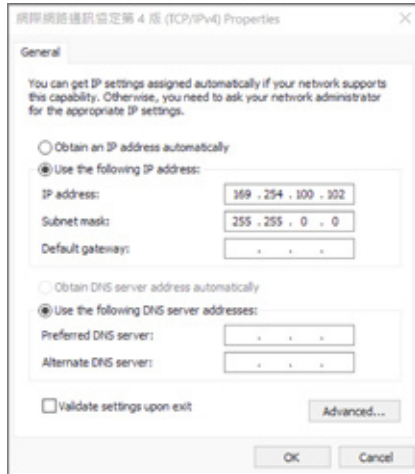 網際網路通訊協定第 4 版 (TCP/IPv4) Properties
General
You can get IP settings assigned automatically if your network supports
this capability. Otherwise, you need to ask your network administrator
for the appropriate IP settings.
Obtain an IP address automatically
Use the following IP address:
IP address: 169 . 254 . 100 . 102
Subnet mask: 255 . 255 . 0 . 0
Default gateway: . . .
Obtain DNS server address automatically
Use the following DNS server addresses:
Preferred DNS server: . . .
Alternate DNS server: . . .
Validate settings upon exit
Advanced...
OK Cancel